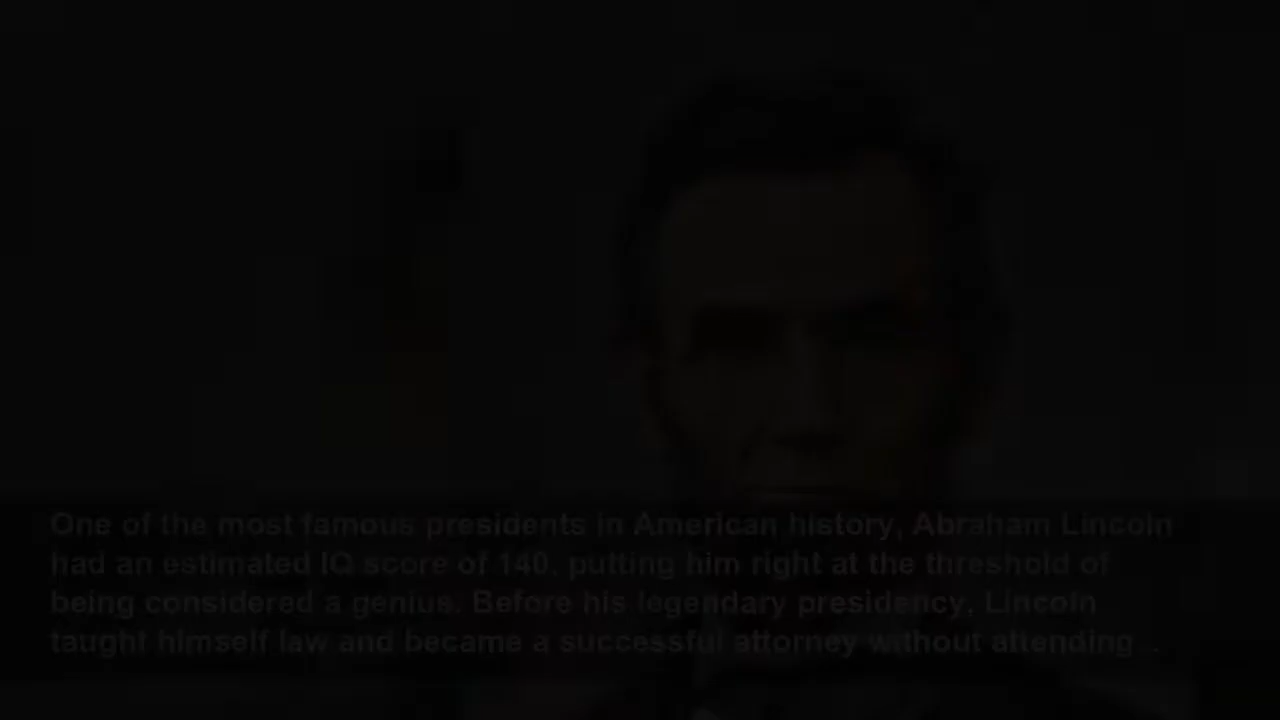 One of the most famous presidents in American history, Abraham Lincoln
had an estimated IQ score of 140, putting him right at the threshold of
being considered a genius. Before his legendary presidency, Lincoln
taught himself law and became a successful attorney without attending...